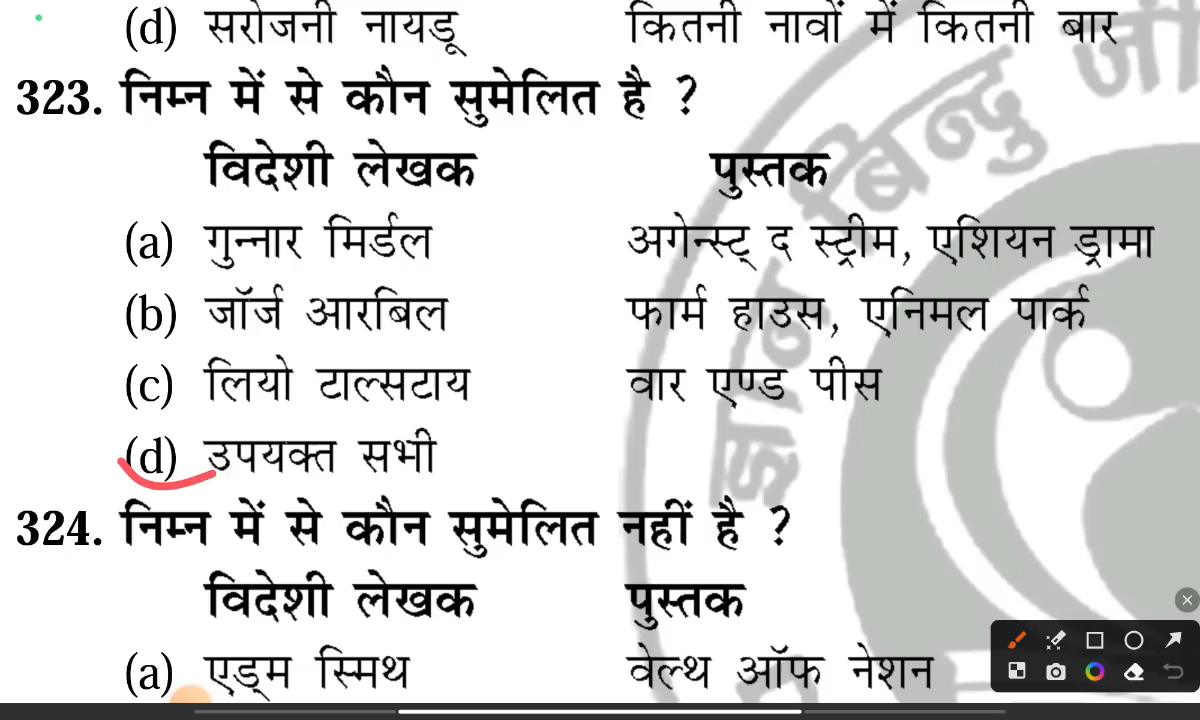 (d) सरोजनी नायडू कितनी नावों में कितनी बार
323. निम्न में से कौन सुमेलित है ?
विदेशी लेखक पुस्तक
(a) गुन्नार मिर्डल अगेन्स्ट् द स्ट्रीम, एशियन ड्रामा
(b) जॉर्ज आरबिल फार्म हाउस, एनिमल पार्क
(c) लियो टाल्सटाय वार एण्ड पीस
(d) उपयक्त सभी
324. निम्न में से कौन सुमेलित नहीं है ?
विदेशी लेखक पुस्तक
(a) एड्म स्मिथ वेल्थ ऑफ नेशन
ज्ञान बिन्दु